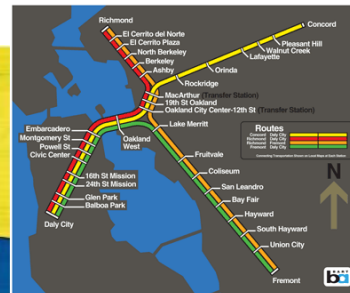 Richmond
El Cerrito del Norte
El Cerrito Plaza
North Berkeley
Berkeley
Ashby
Concord
Pleasant Hill
Walnut Creek
Lafayette
Orinda
Rockridge
MacArthur (Transfer Station)
19th St Oakland
Oakland City Center-12th St (Transfer Station)
Lake Merritt
Embarcadero
Montgomery St
Powell St
Civic Center
Oakland
West
16th St Mission
24th St Mission
Glen Park
Balboa Park
Daly City
Fruitvale
Coliseum
San Leandro
Bay Fair
Hayward
South Hayward
Union City
Fremont
Routes
Concord Daly City
Richmond Daly City
Richmond Fremont
Fremont Daly City
N
ba